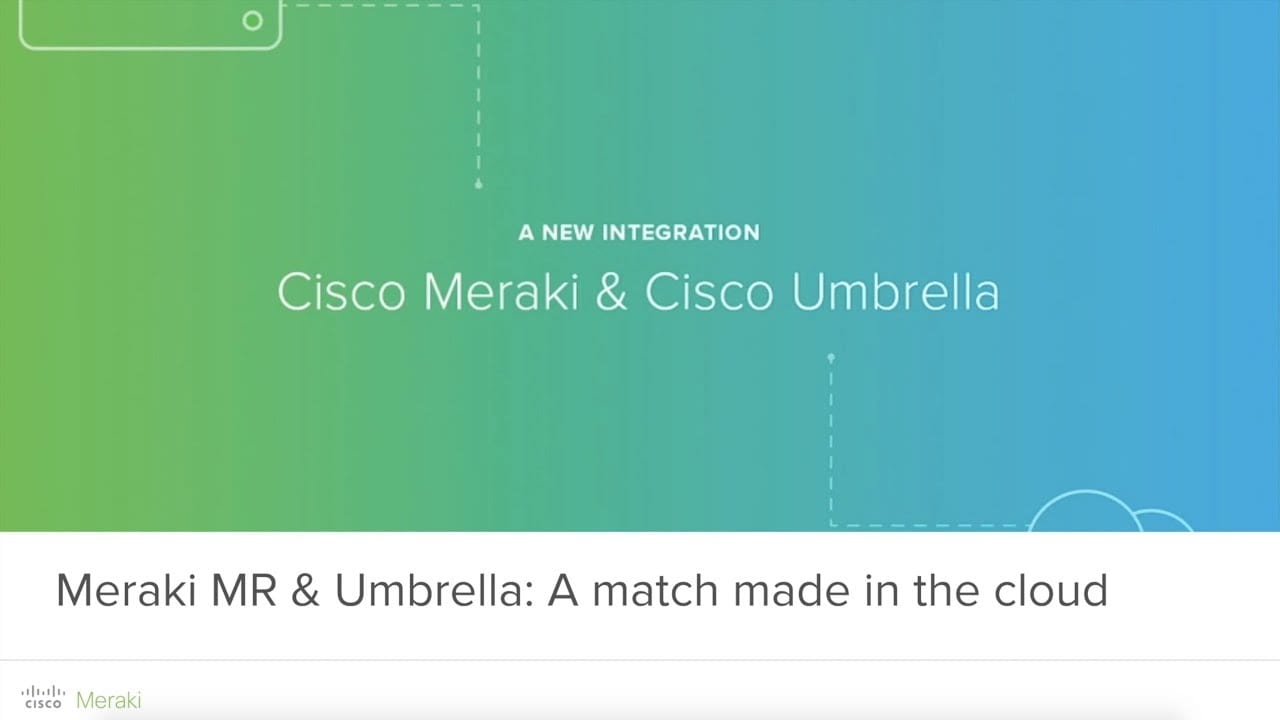 A NEW INTEGRATION
Cisco Meraki & Cisco Umbrella
Meraki MR & Umbrella: A match made in the cloud
cisco Meraki